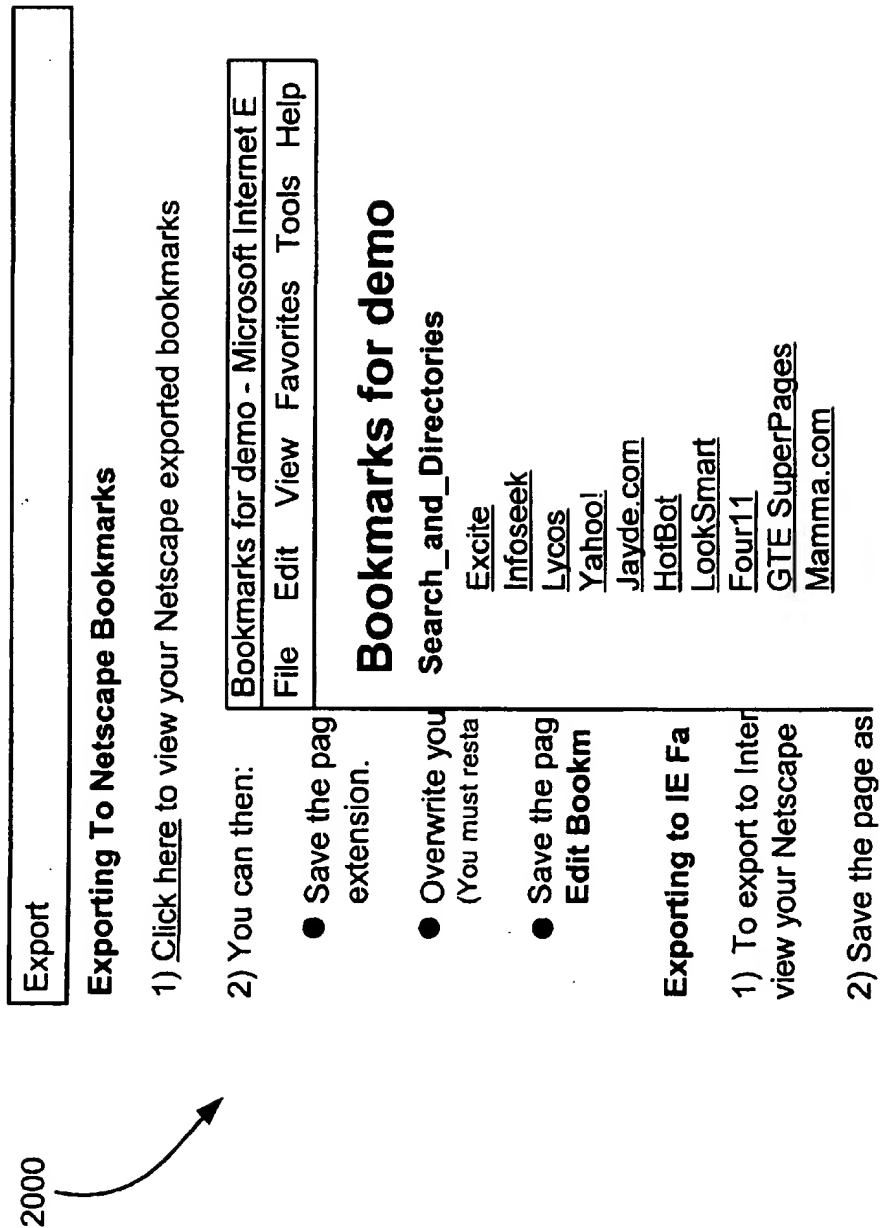 2000
Export
Exporting To Netscape Bookmarks
1) Click here to view your Netscape exported bookmarks
2) You can then:
● Save the pag
extension.
● Overwrite you
(You must resta
● Save the pag
Edit Bookm
Exporting to IE Fa
1) To export to Inter
view your Netscape
2) Save the page as
Bookmarks for demo - Microsoft Internet E
File Edit View Favorites Tools Help
Bookmarks for demo
Search_and_Directories
Excite
Infoseek
Lycos
Yahoo!
Jayde.com
HotBot
LookSmart
Four11
GTE SuperPages
Mamma.com